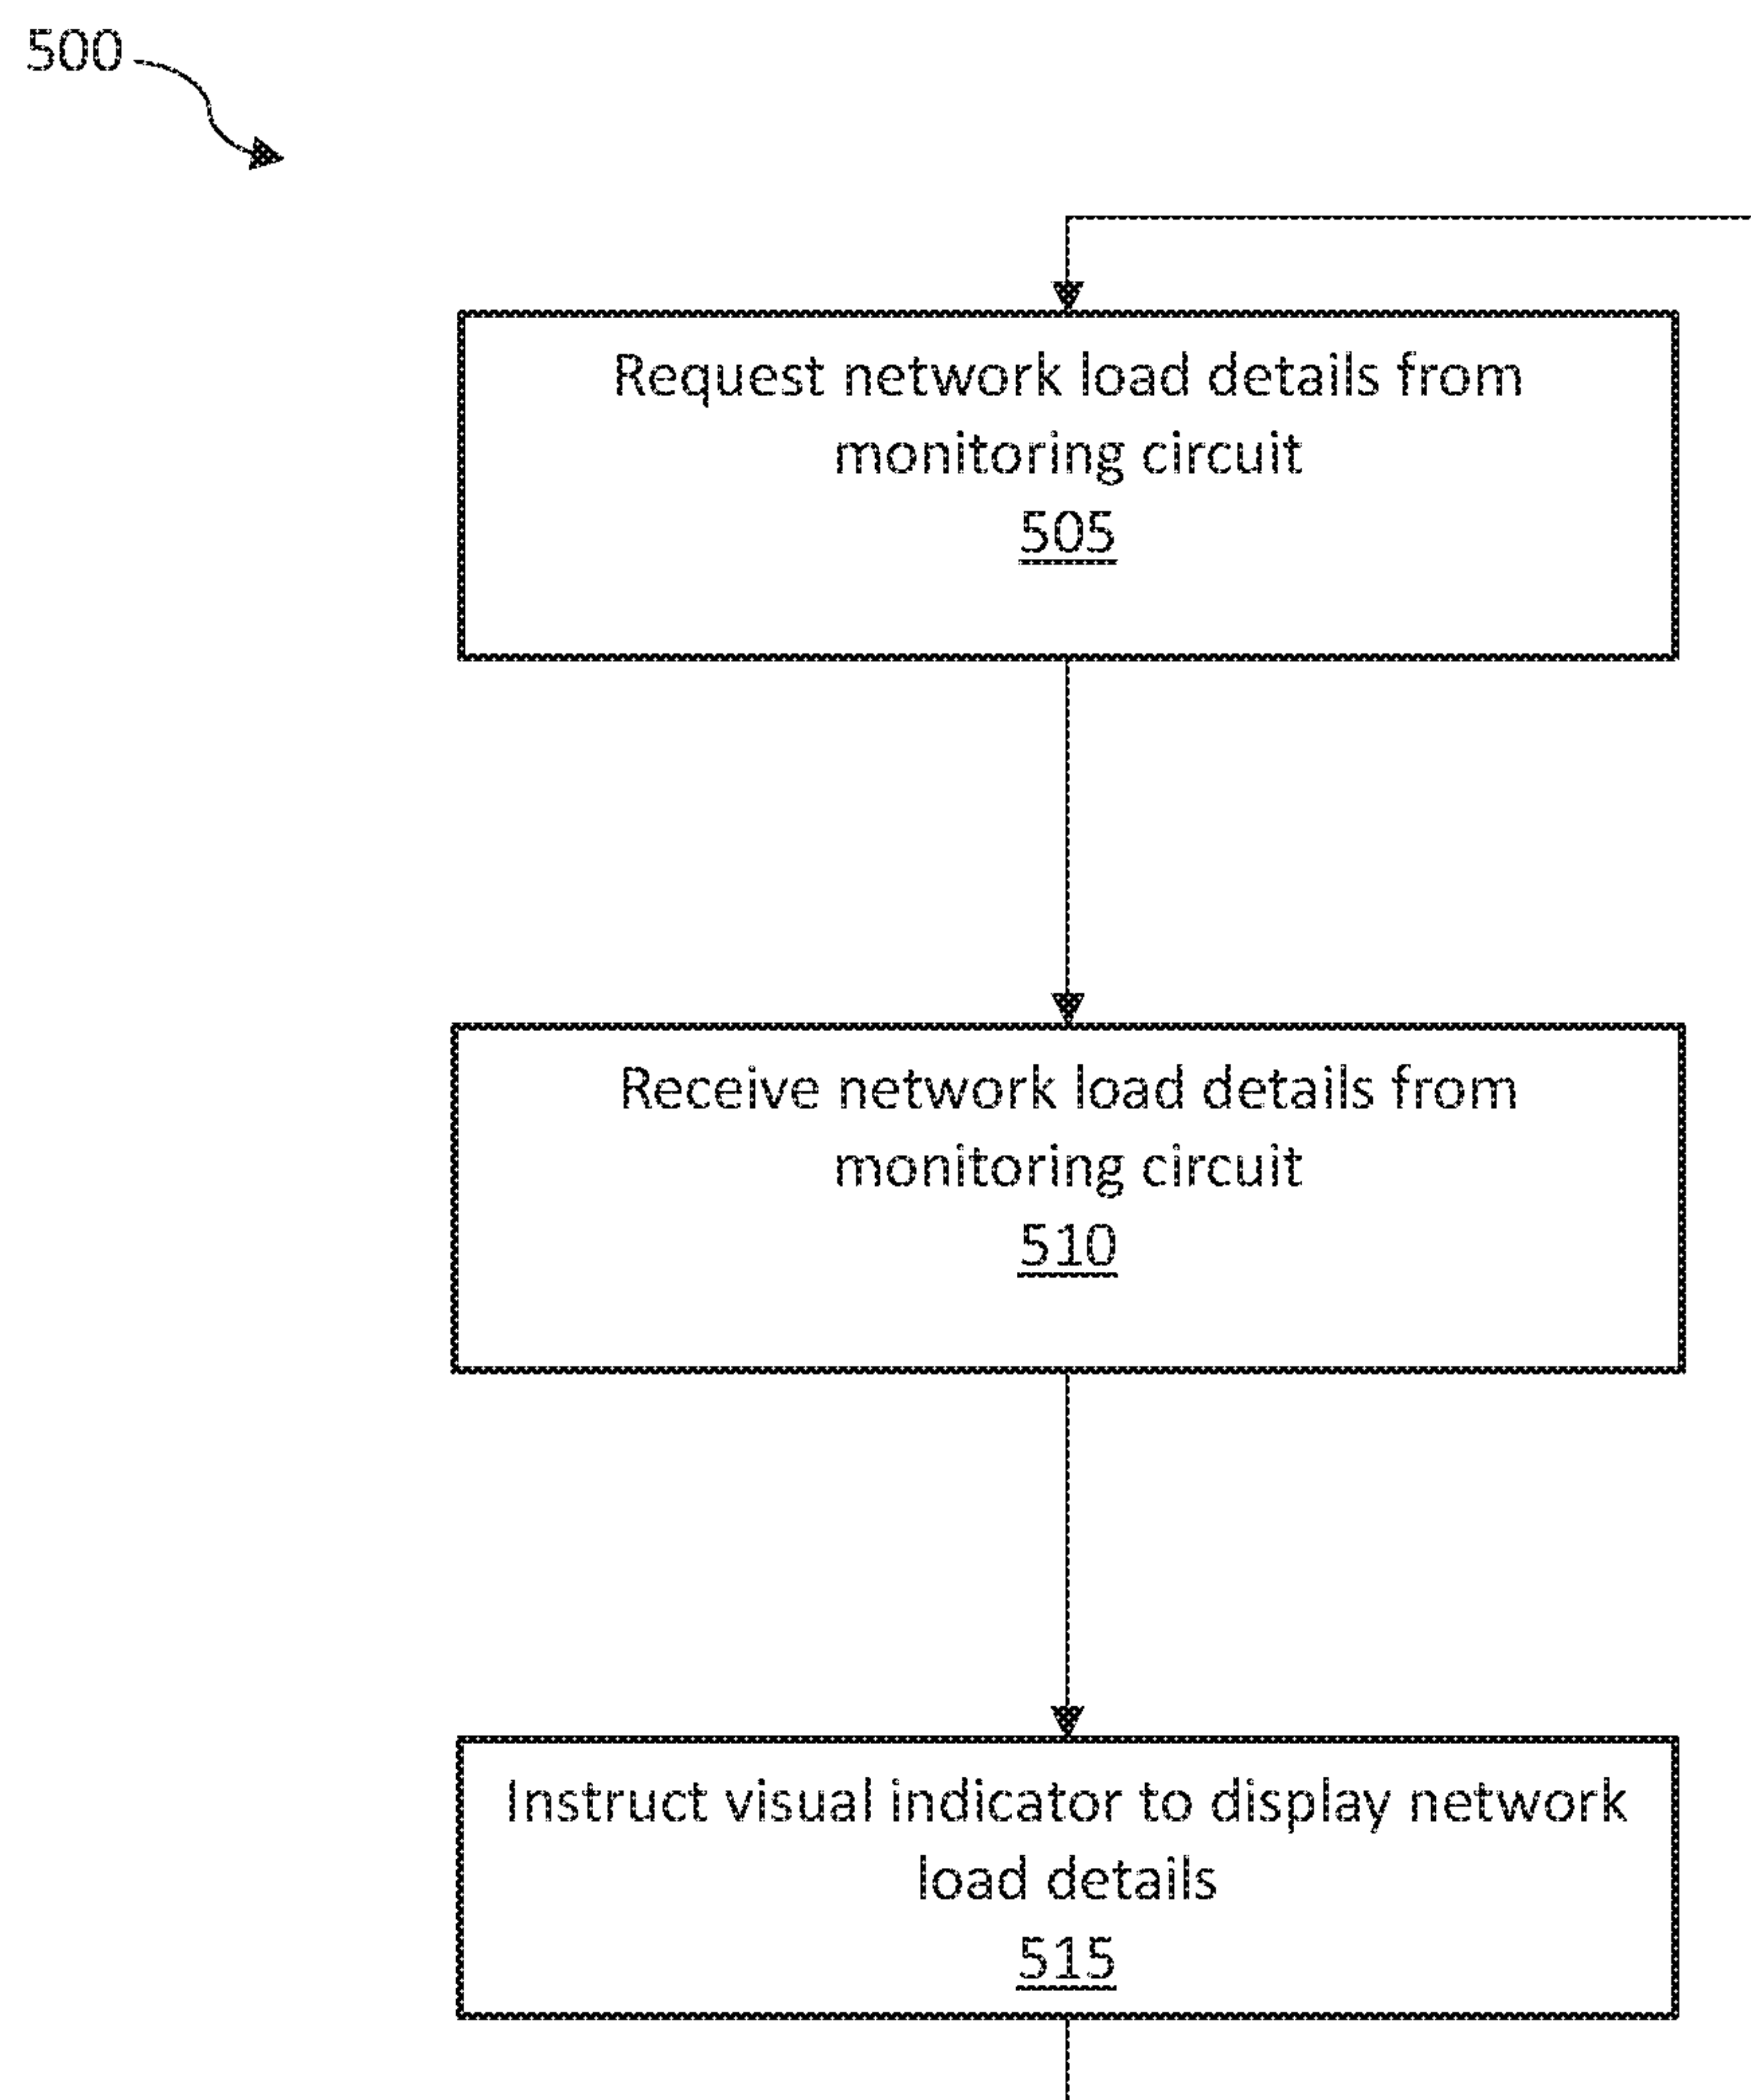 500
Request network load details from
monitoring circuit
505
Receive network load details from
monitoring circuit
510
Instruct visual indicator to display network
load details
515